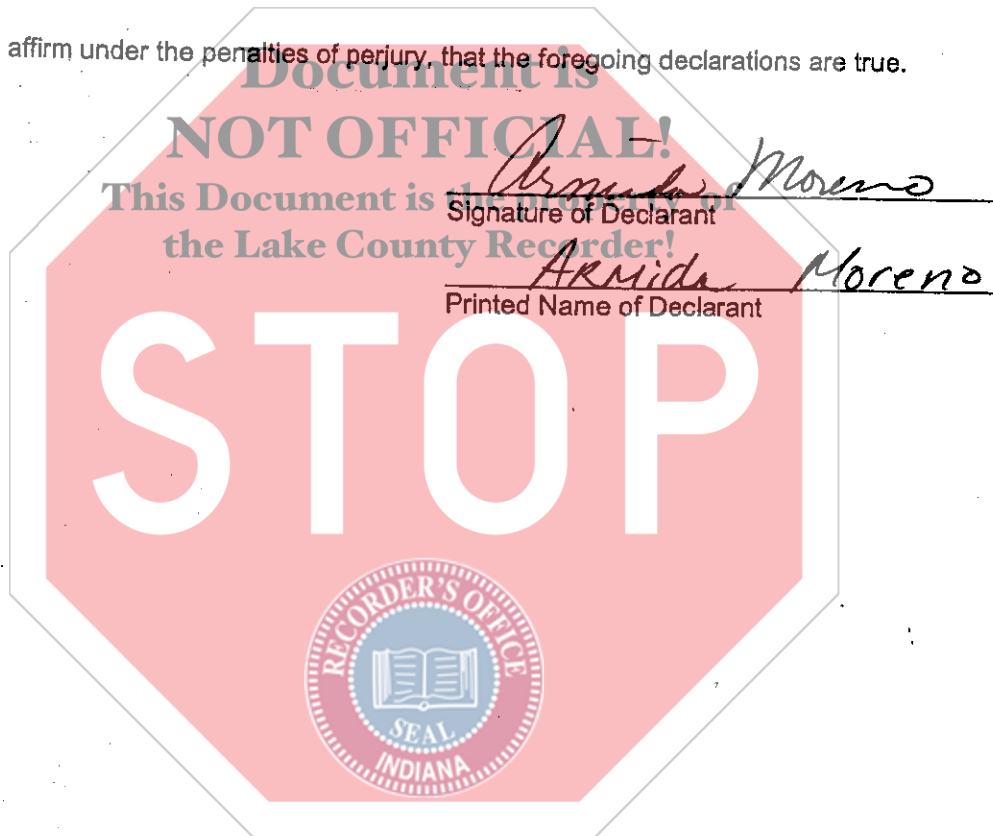 affirm under the penalties of perjury, that the foregoing declarations are true.
Document is
NOT OFFICIAL!
Armida Moreno
This Document is the property of
Signature of Declarant
the Lake County Recorder!
ARMida Moreno
Printed Name of Declarant
STOP
RECORDER'S OFFICE
SEAL
INDIANA